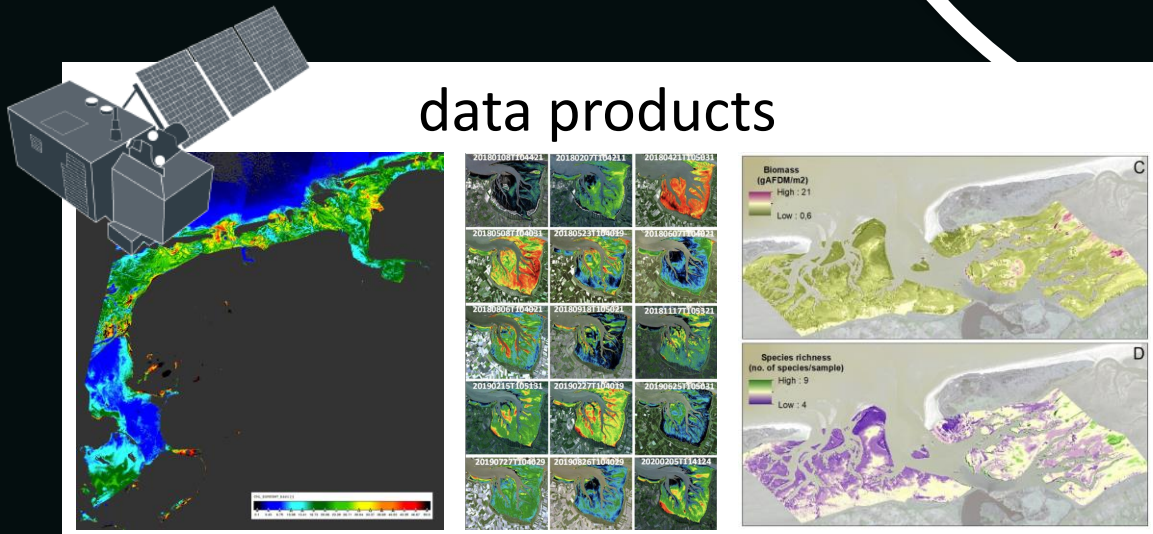 data products
20180108T104421 20180207T104211 20180421T105031
20180508T104031 20180523T104019 20180602T104021
20180806T104021 20180918T105021 20181117T105321
20190215T105131 20190227T104019 20190625T105031
20190727T104029 20190826T104029 20200205T114124
C
Biomass
(gAFDM/m2)
High : 21
Low : 0,6
D
Species richness
(no. of species/sample)
High : 9
Low : 4